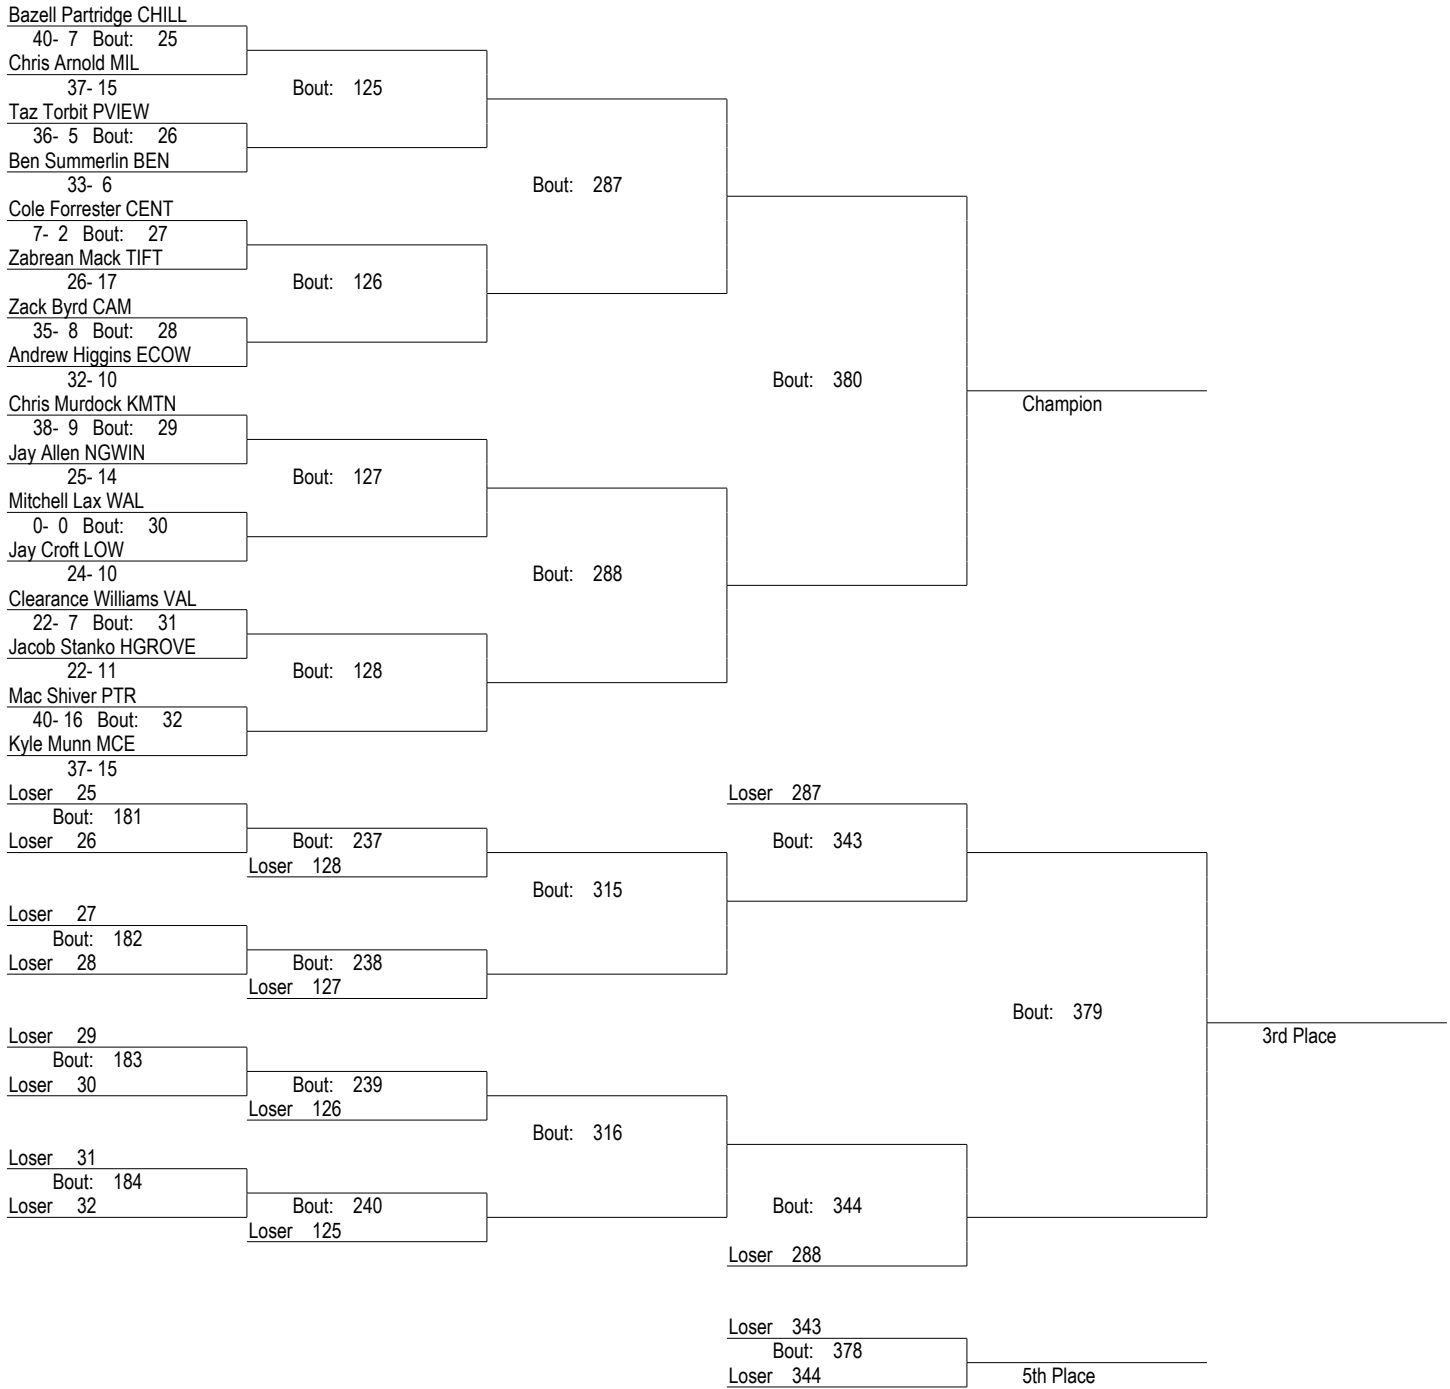 Bazell Partridge CHILL
40- 7 Bout: 25
Chris Arnold MIL
37- 15 Bout: 125
Taz Torbit PVIEW
36- 5 Bout: 26
Ben Summerlin BEN
33- 6 Bout: 287
Cole Forrester CENT
7- 2 Bout: 27
Zabrean Mack TIFT
26- 17 Bout: 126
Zack Byrd CAM
35- 8 Bout: 28
Andrew Higgins ECOW
32- 10 Bout: 380
Chris Murdock KMTN Champion
38- 9 Bout: 29
Jay Allen NGWIN
25- 14 Bout: 127
Mitchell Lax WAL
0- 0 Bout: 30
Jay Croft LOW
24- 10 Bout: 288
Clearance Williams VAL
22- 7 Bout: 31
Jacob Stanko HGROVE
22- 11 Bout: 128
Mac Shiver PTR
40- 16 Bout: 32
Kyle Munn MCE
37- 15
Loser 25 Loser 287
Bout: 181
Loser 26 Bout: 237 Bout: 343
Loser 128
Bout: 315
Loser 27
Bout: 182
Loser 28 Bout: 238
Loser 127
Bout: 379
Loser 29 3rd Place
Bout: 183
Loser 30 Bout: 239
Loser 126
Bout: 316
Loser 31
Bout: 184
Loser 32 Bout: 240 Bout: 344
Loser 125
Loser 288
Loser 343
Bout: 378
Loser 344 5th Place